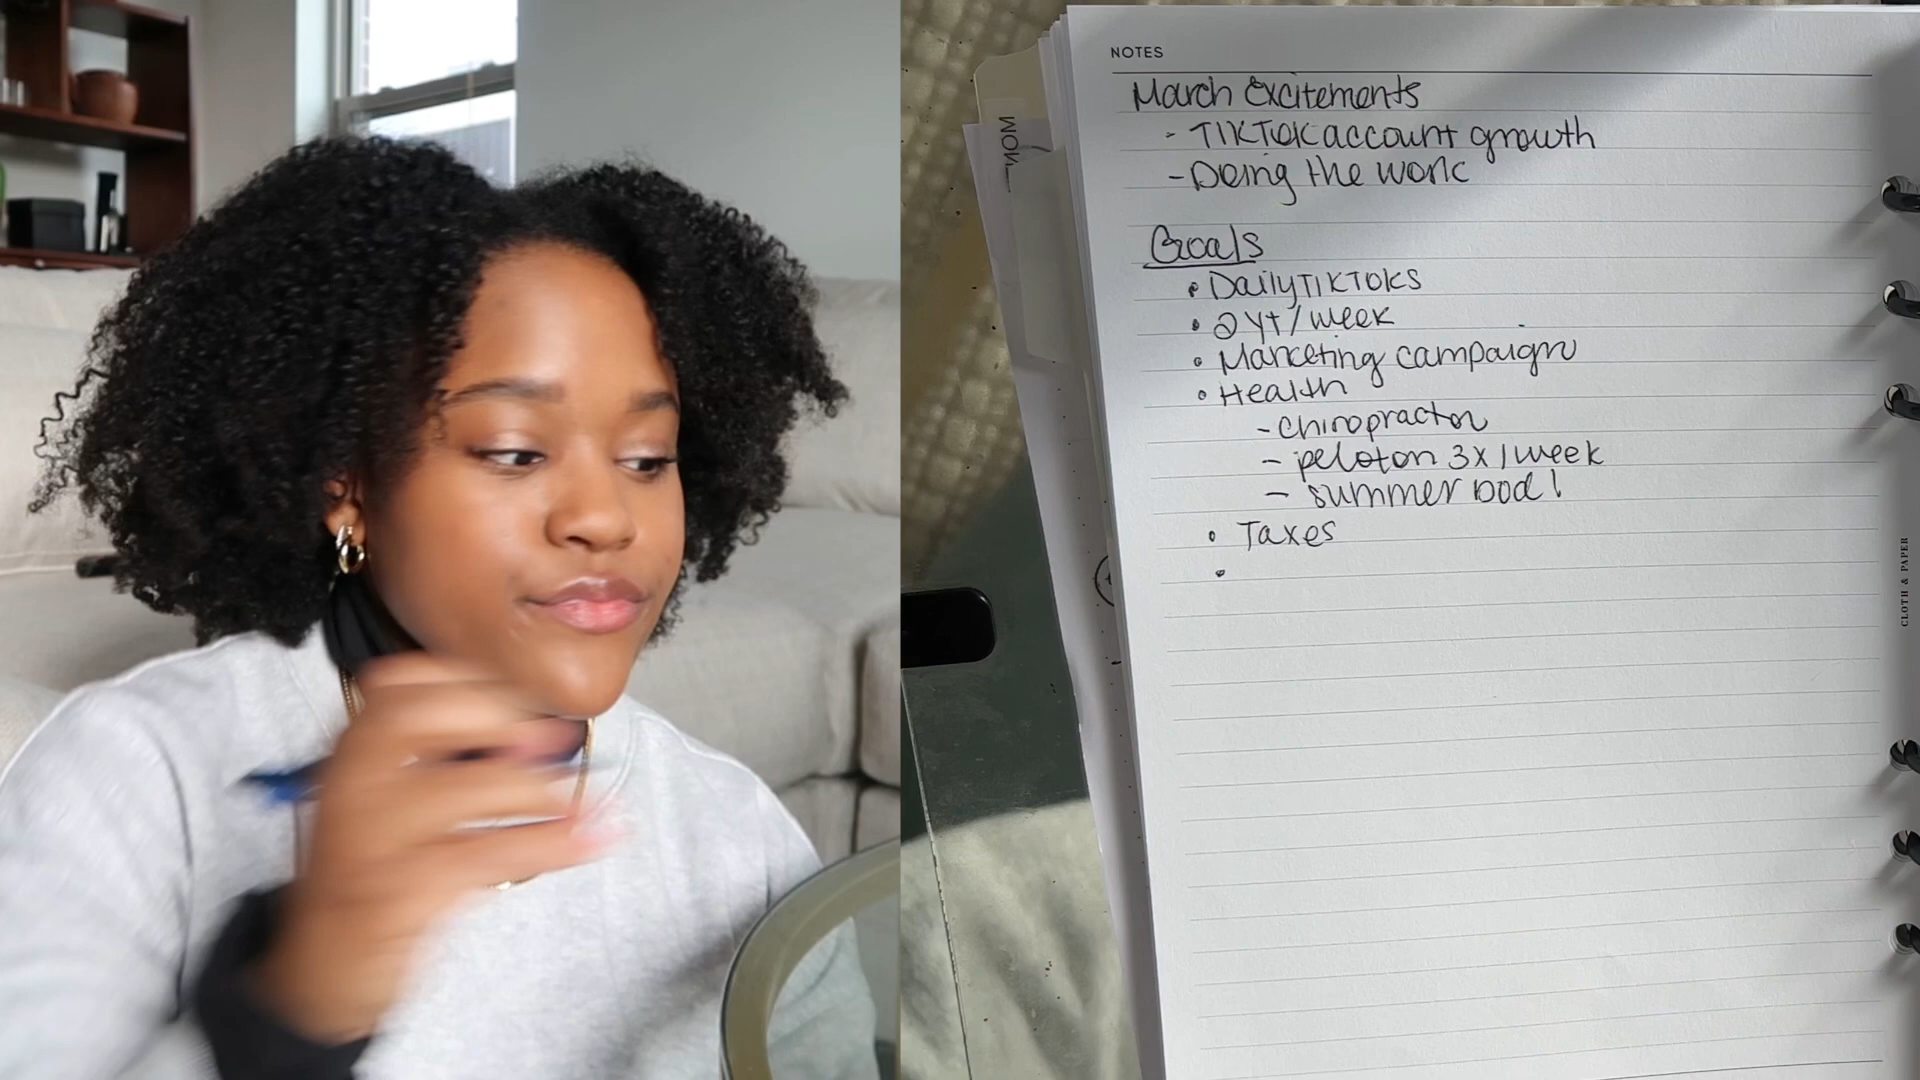 NOTES
March Excitements
- TikTok account growth
- Doing the work
Goals
• Daily TikToks
• 2 yt/week
• Marketing campaign
• Health
- chiropractor
- peloton 3x/week
- summer bod!
• Taxes
•
MON
CLOTH & PAPER